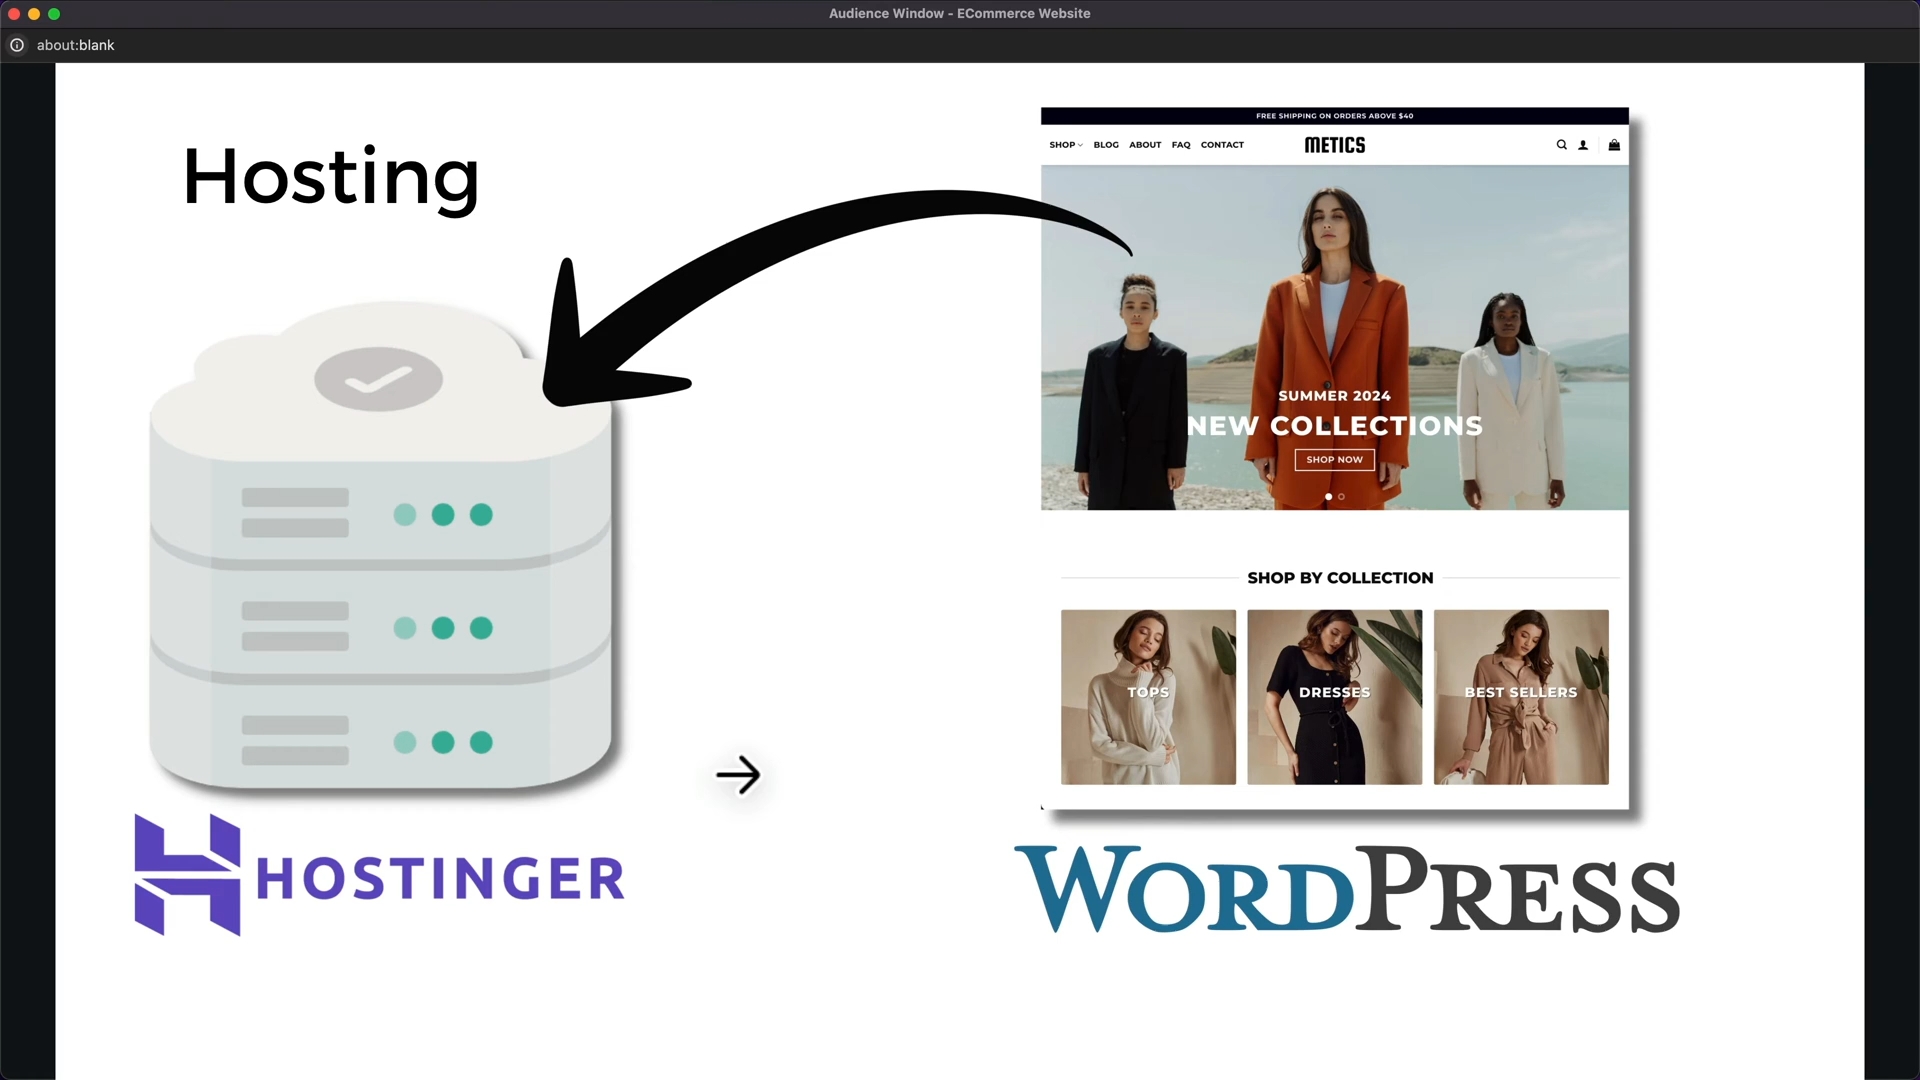 Audience Window - ECommerce Website
about:blank
Hosting
FREE SHIPPING ON ORDERS ABOVE $40
SHOP BLOG ABOUT FAQ CONTACT
METICS
SUMMER 2024
NEW COLLECTIONS
SHOP NOW
SHOP BY COLLECTION
TOPS
DRESSES
BEST SELLERS
HOSTINGER
WORDPRESS